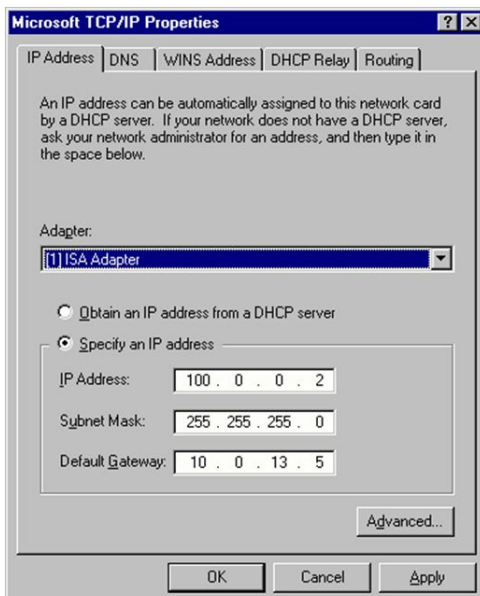 Microsoft TCP/IP Properties
IP Address DNS WINS Address DHCP Relay Routing
An IP address can be automatically assigned to this network card
by a DHCP server. If your network does not have a DHCP server,
ask your network administrator for an address, and then type it in
the space below.
Adapter:
[1] ISA Adapter
Obtain an IP address from a DHCP server
Specify an IP address
IP Address: 100 . 0 . 0 . 2
Subnet Mask: 255 . 255 . 255 . 0
Default Gateway: 10 . 0 . 13 . 5
Advanced...
OK Cancel Apply